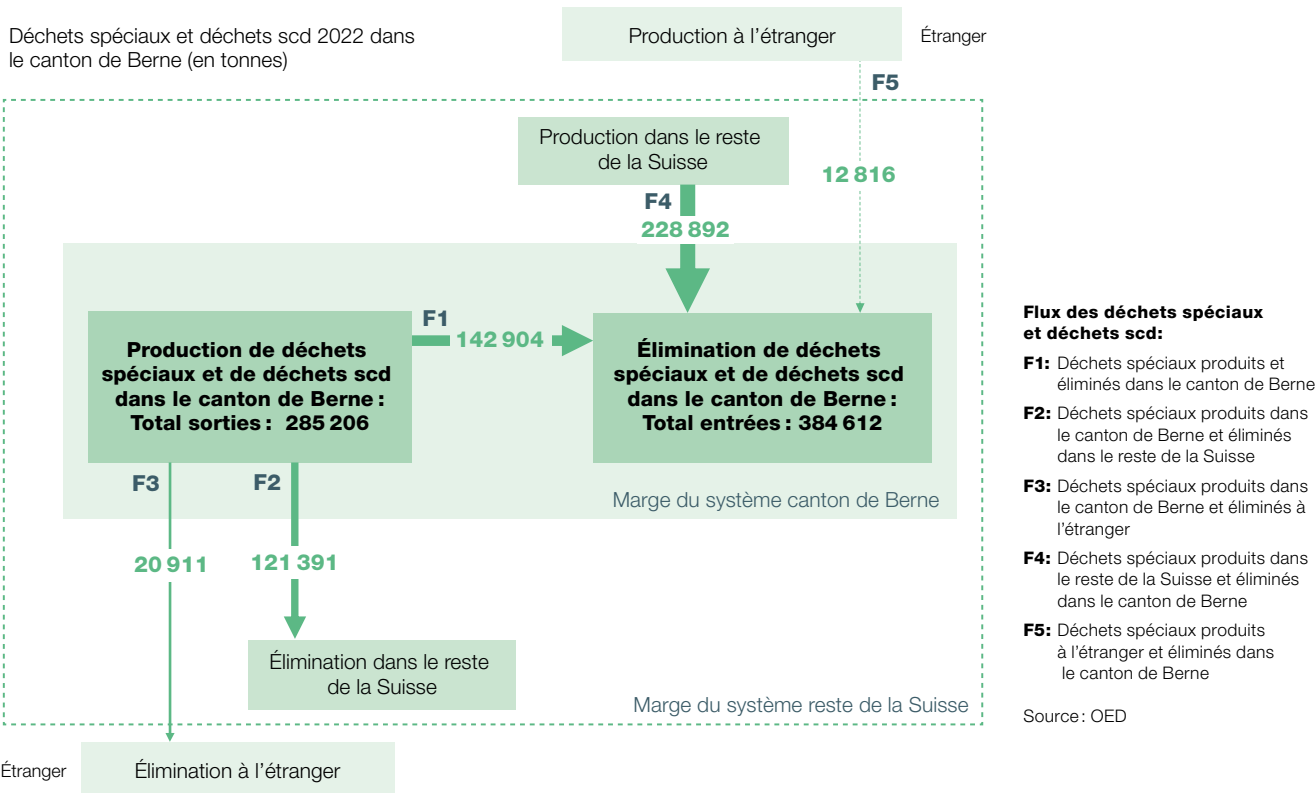 Déchets spéciaux et déchets scd 2022 dans
le canton de Berne (en tonnes)
Production à l’étranger
Étranger
F5
Production dans le reste
de la Suisse
12 816
F4
228 892
F1
142 904
Production de déchets
spéciaux et de déchets scd
dans le canton de Berne :
Total sorties : 285 206
Élimination de déchets
spéciaux et de déchets scd
dans le canton de Berne :
Total entrées : 384 612
F3
F2
Marge du système canton de Berne
20 911
121 391
Élimination dans le reste
de la Suisse
Marge du système reste de la Suisse
Étranger
Élimination à l’étranger
Flux des déchets spéciaux
et déchets scd:
F1: Déchets spéciaux produits et
éliminés dans le canton de Berne
F2: Déchets spéciaux produits dans
le canton de Berne et éliminés
dans le reste de la Suisse
F3: Déchets spéciaux produits dans
le canton de Berne et éliminés à
l’étranger
F4: Déchets spéciaux produits dans
le reste de la Suisse et éliminés
dans le canton de Berne
F5: Déchets spéciaux produits
à l’étranger et éliminés dans
le canton de Berne
Source : OED